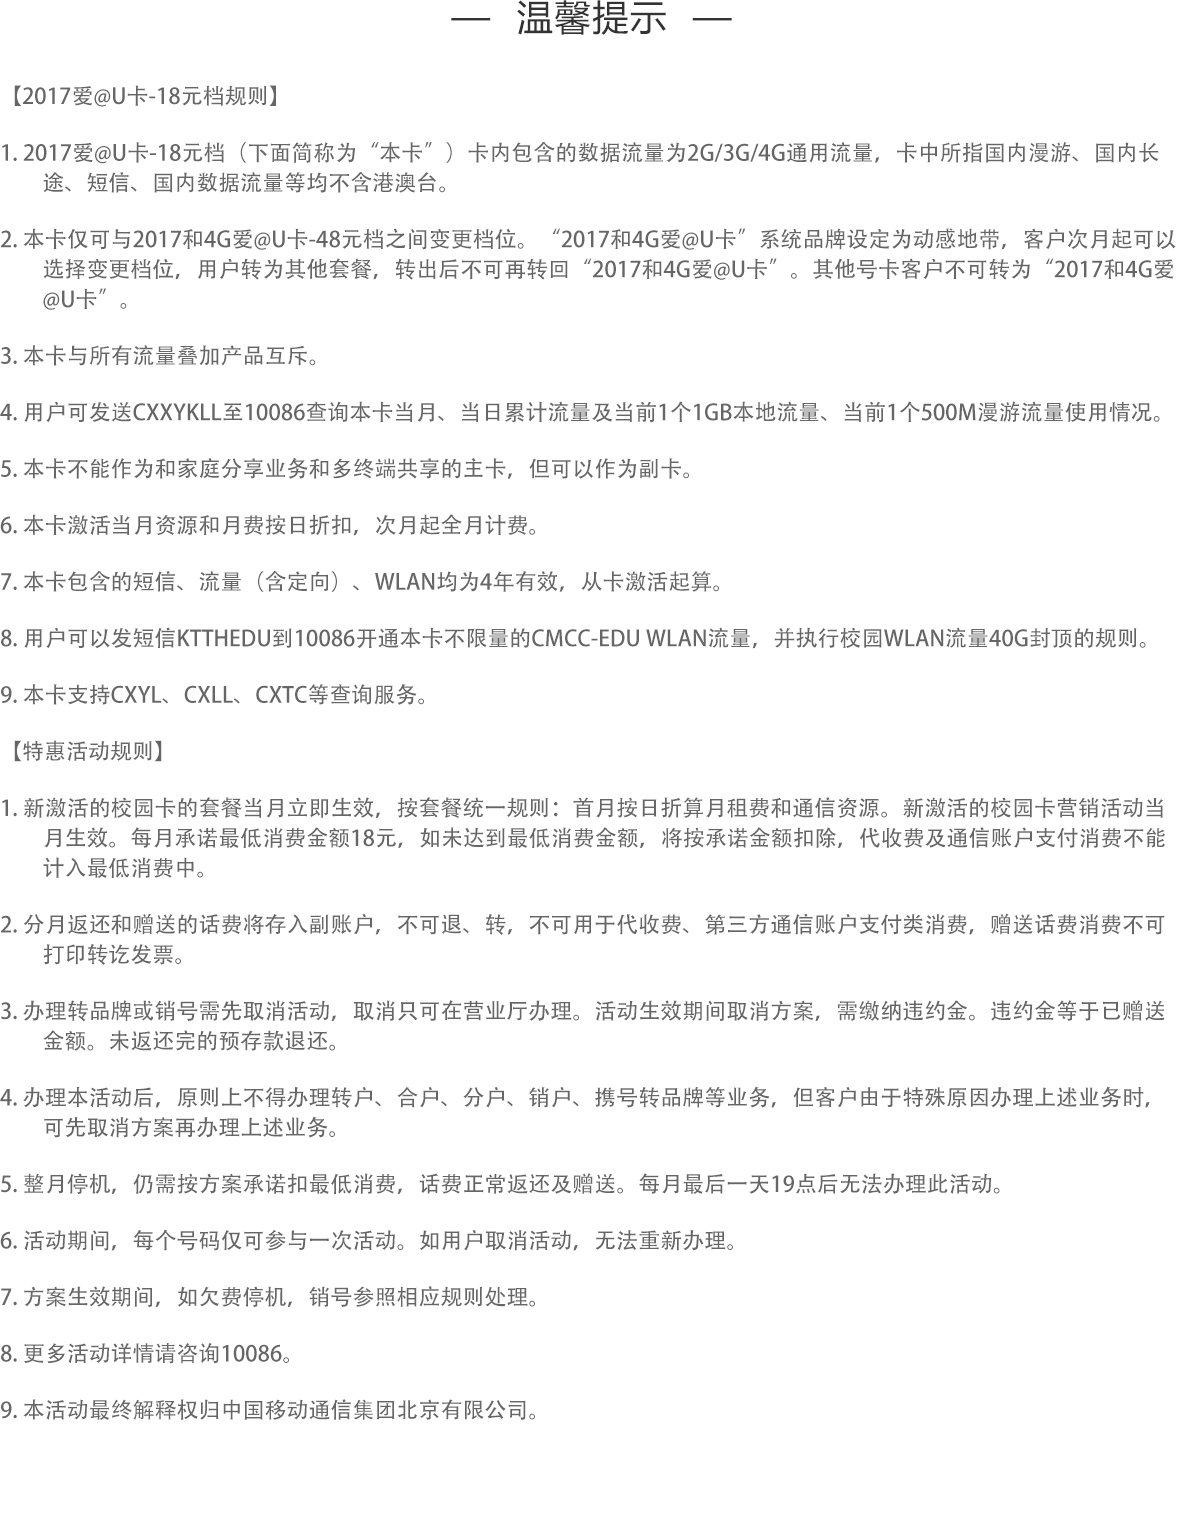 — 温馨提示 —
【2017爱@U卡-18元档规则】
1. 2017爱@U卡-18元档（下面简称为“本卡”）卡内包含的数据流量为2G/3G/4G通用流量，卡中所指国内漫游、国内长
途、短信、国内数据流量等均不含港澳台。
2. 本卡仅可与2017和4G爱@U卡-48元档之间变更档位。“2017和4G爱@U卡”系统品牌设定为动感地带，客户次月起可以
选择变更档位，用户转为其他套餐，转出后不可再转回“2017和4G爱@U卡”。其他号卡客户不可转为“2017和4G爱
@U卡”。
3. 本卡与所有流量叠加产品互斥。
4. 用户可发送CXXYKLL至10086查询本卡当月、当日累计流量及当前1个1GB本地流量、当前1个500M漫游流量使用情况。
5. 本卡不能作为和家庭分享业务和多终端共享的主卡，但可以作为副卡。
6. 本卡激活当月资源和月费按日折扣，次月起全月计费。
7. 本卡包含的短信、流量（含定向）、WLAN均为4年有效，从卡激活起算。
8. 用户可以发短信KTTHEDU到10086开通本卡不限量的CMCC-EDU WLAN流量，并执行校园WLAN流量40G封顶的规则。
9. 本卡支持CXYL、CXLL、CXTC等查询服务。
【特惠活动规则】
1. 新激活的校园卡的套餐当月立即生效，按套餐统一规则：首月按日折算月租费和通信资源。新激活的校园卡营销活动当
月生效。每月承诺最低消费金额18元，如未达到最低消费金额，将按承诺金额扣除，代收费及通信账户支付消费不能
计入最低消费中。
2. 分月返还和赠送的话费将存入副账户，不可退、转，不可用于代收费、第三方通信账户支付类消费，赠送话费消费不可
打印转讫发票。
3. 办理转品牌或销号需先取消活动，取消只可在营业厅办理。活动生效期间取消方案，需缴纳违约金。违约金等于已赠送
金额。未返还完的预存款退还。
4. 办理本活动后，原则上不得办理转户、合户、分户、销户、携号转品牌等业务，但客户由于特殊原因办理上述业务时，
可先取消方案再办理上述业务。
5. 整月停机，仍需按方案承诺扣最低消费，话费正常返还及赠送。每月最后一天19点后无法办理此活动。
6. 活动期间，每个号码仅可参与一次活动。如用户取消活动，无法重新办理。
7. 方案生效期间，如欠费停机，销号参照相应规则处理。
8. 更多活动详情请咨询10086。
9. 本活动最终解释权归中国移动通信集团北京有限公司。